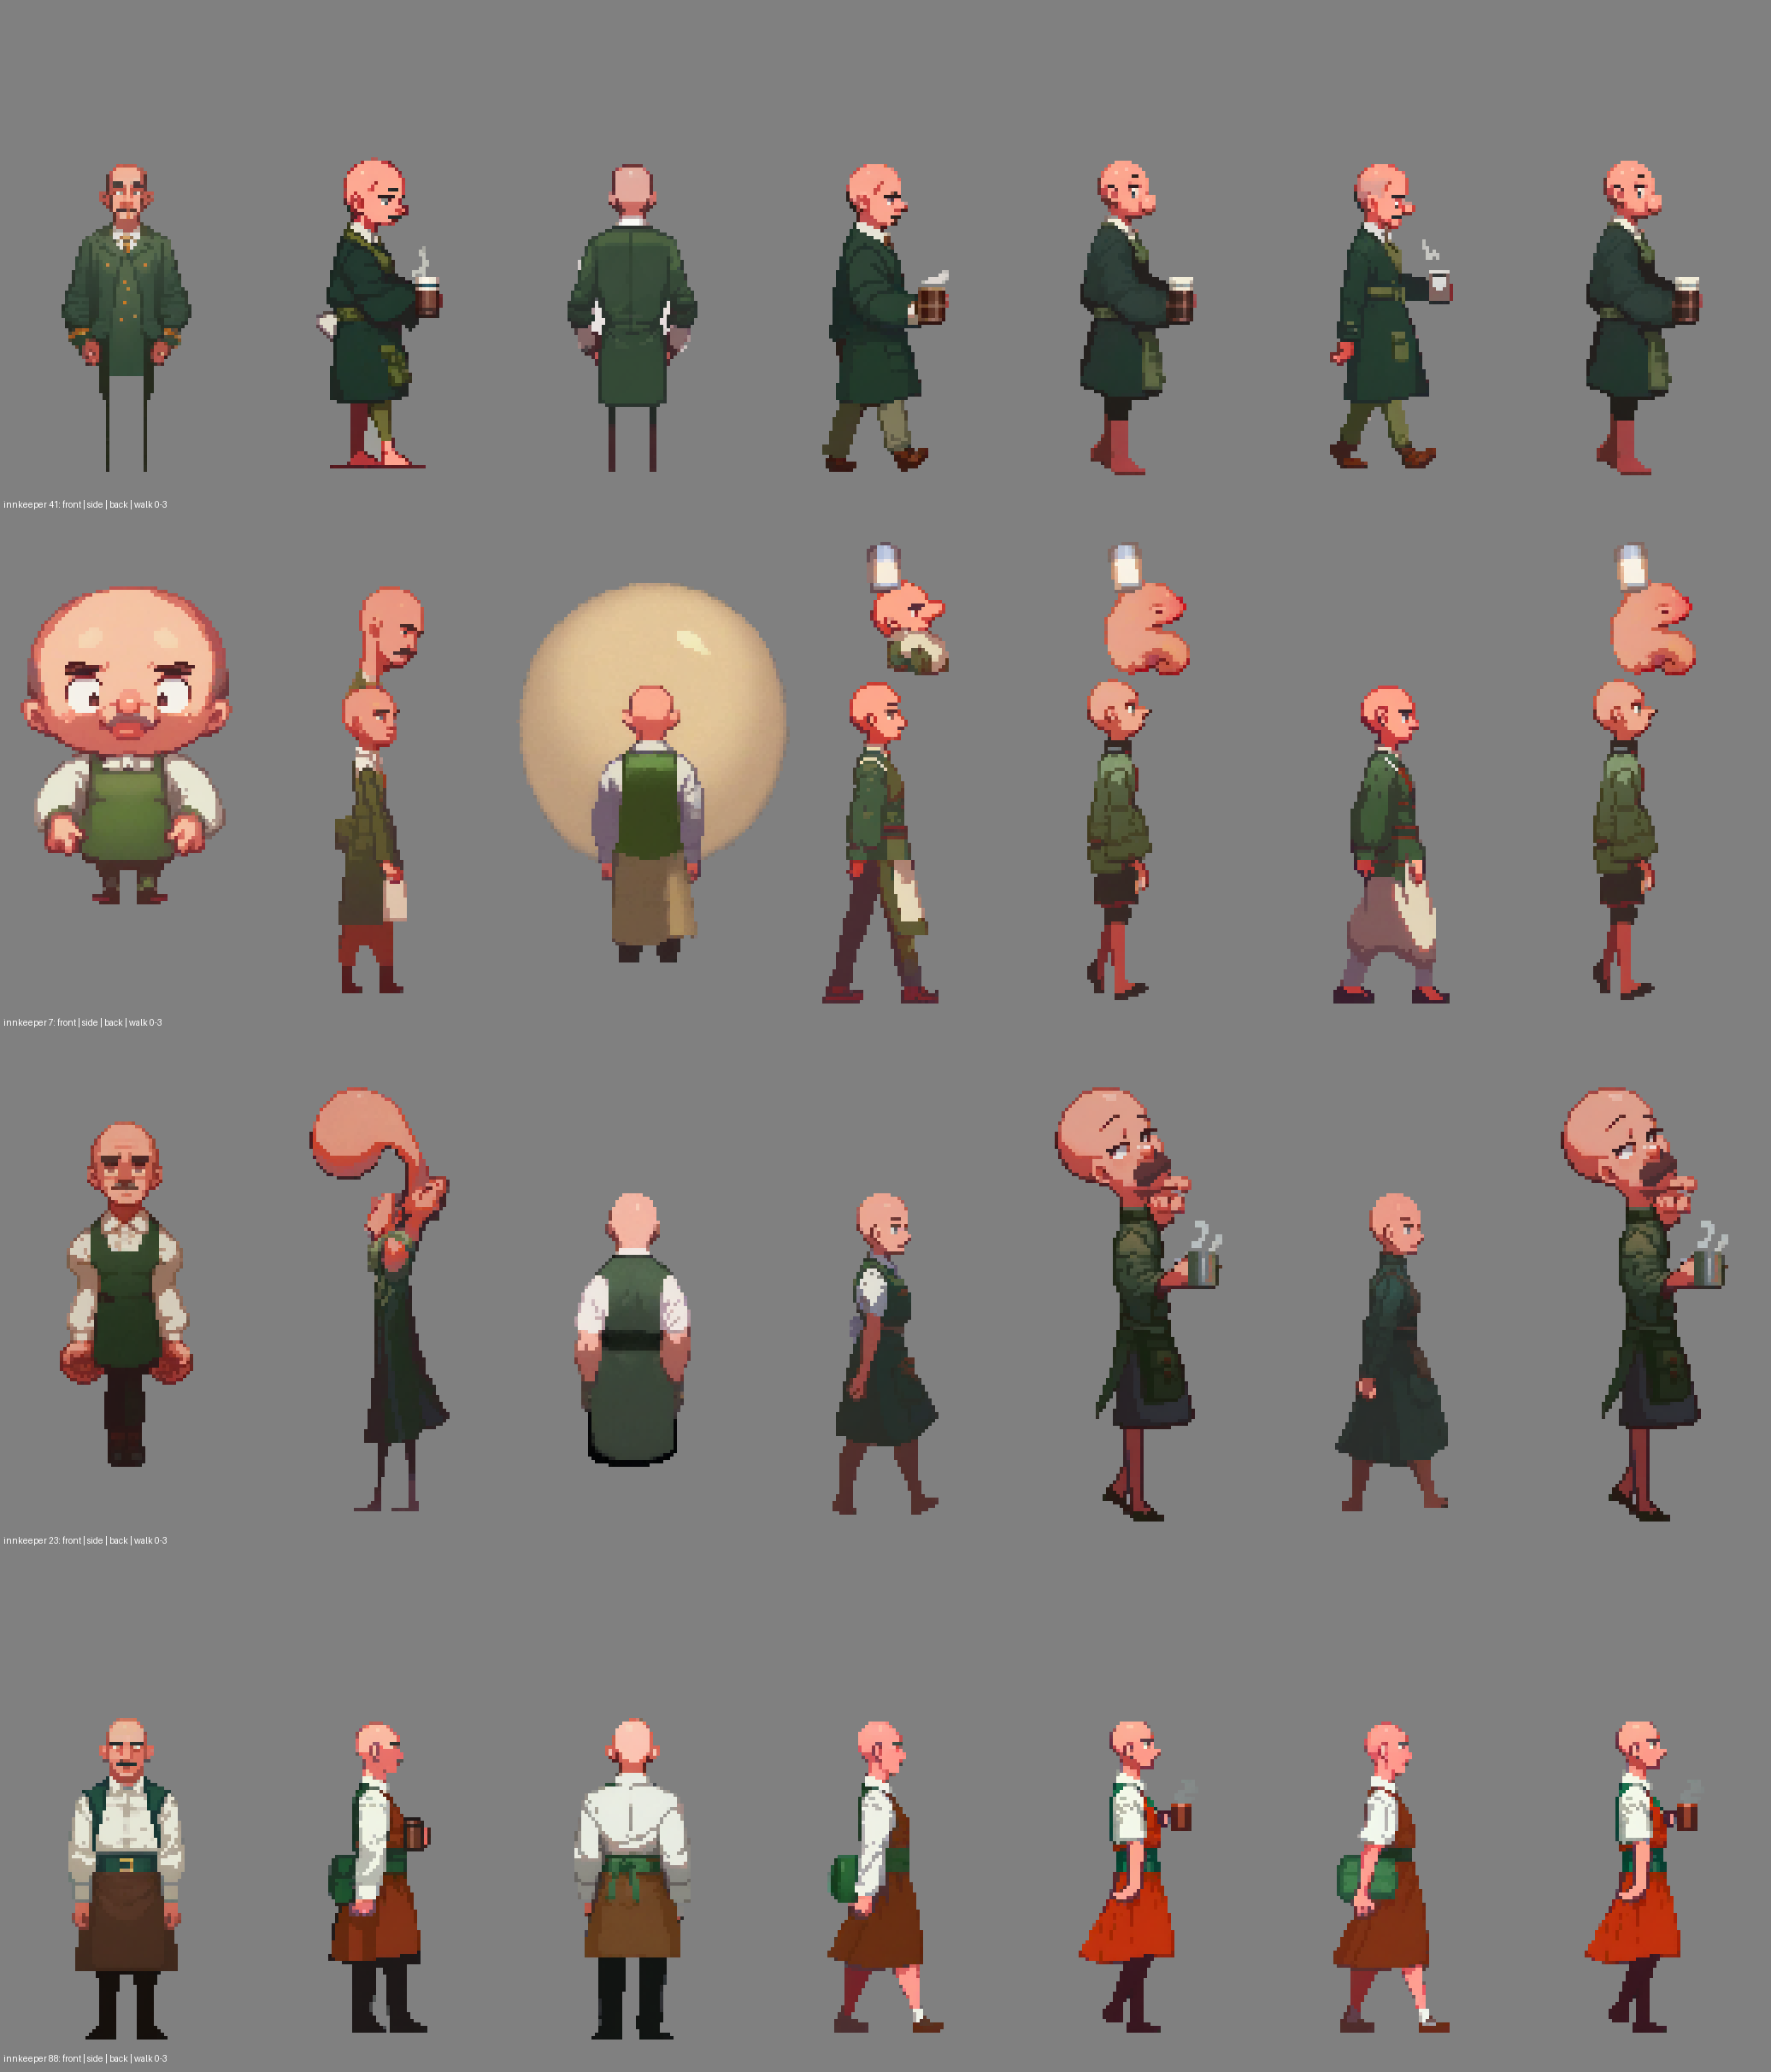 innkeeper 41: front | side | back | walk 0-3
innkeeper 7: front | side | back | walk 0-3
innkeeper 23: front | side | back | walk 0-3
innkeeper 88: front | side | back | walk 0-3